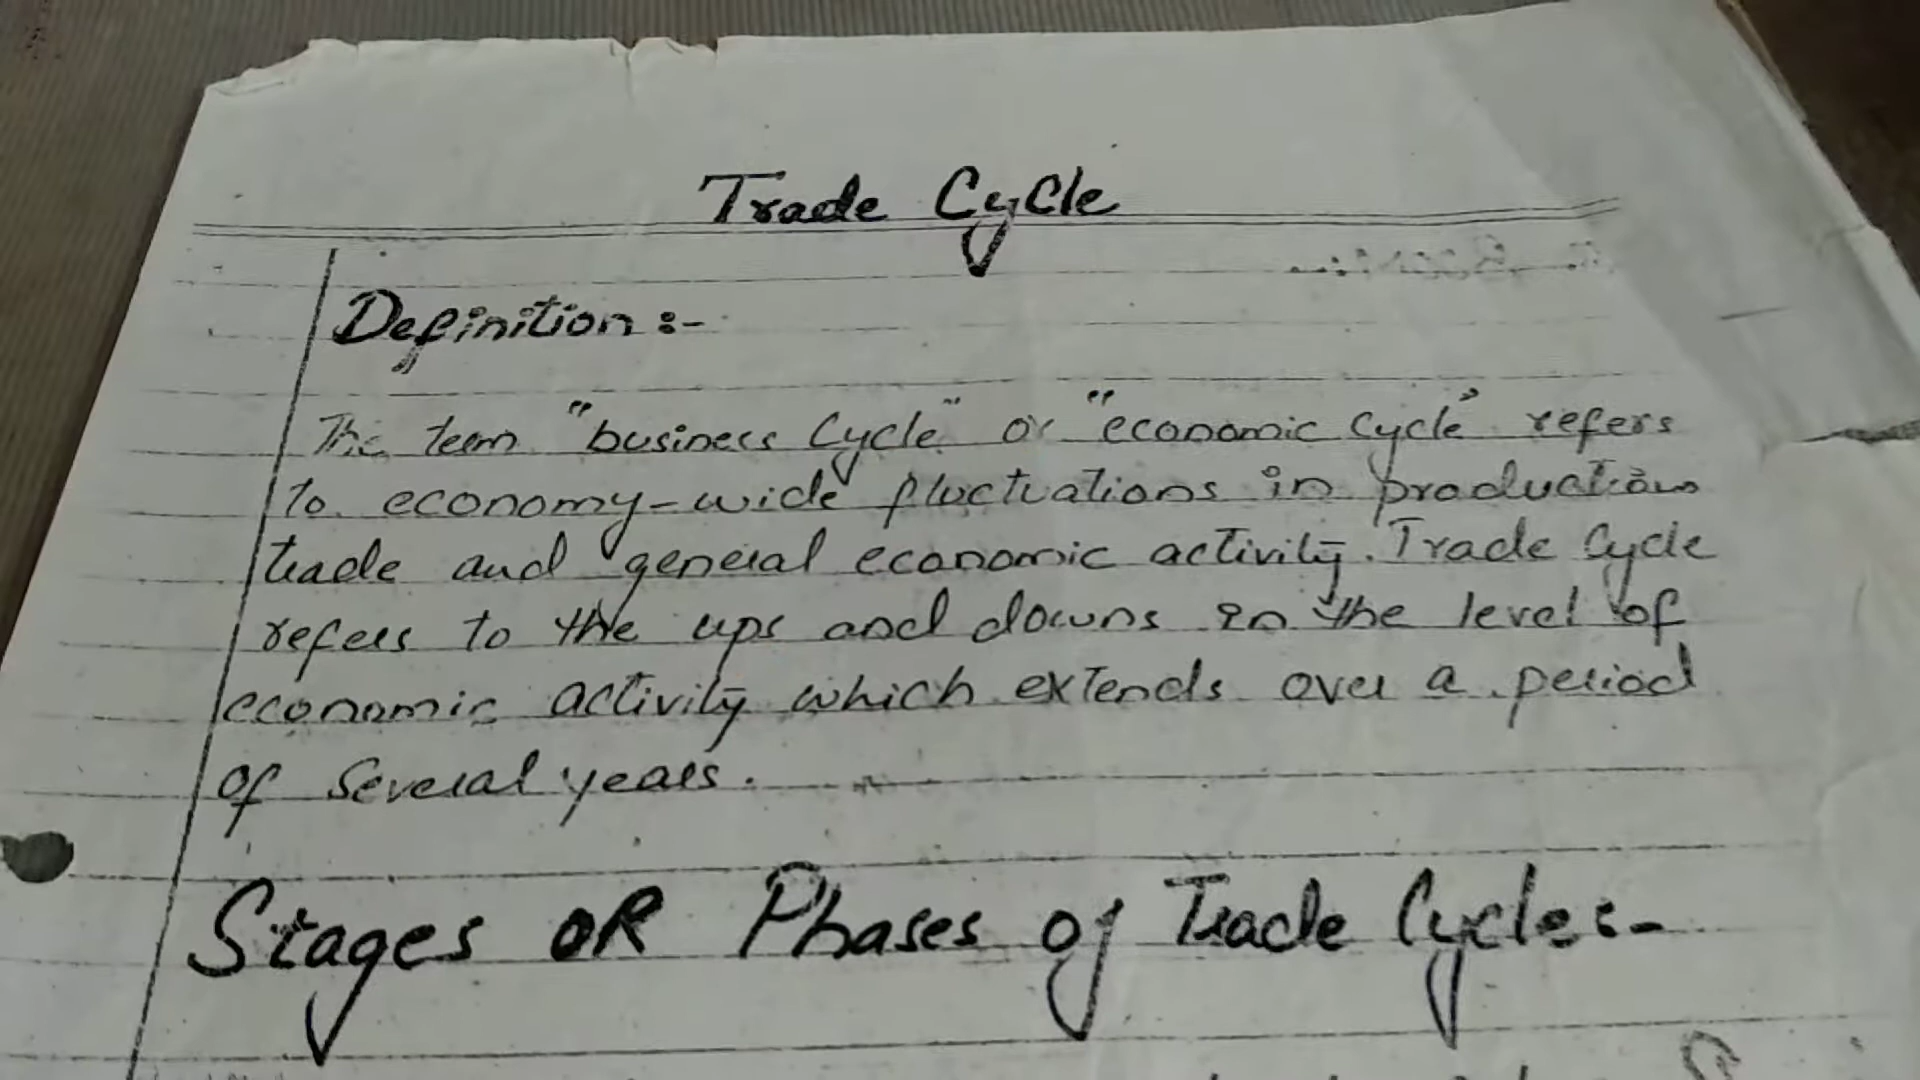 Trade Cycle
Definition :-
The term "business Cycle" or "economic Cycle" refers
to economy-wide fluctuations in production
trade and general economic activity. Trade Cycle
refers to the ups and downs in the level of
economic activity which extends over a period
of Several years.
Stages OR Phases of Trade Cycle:-